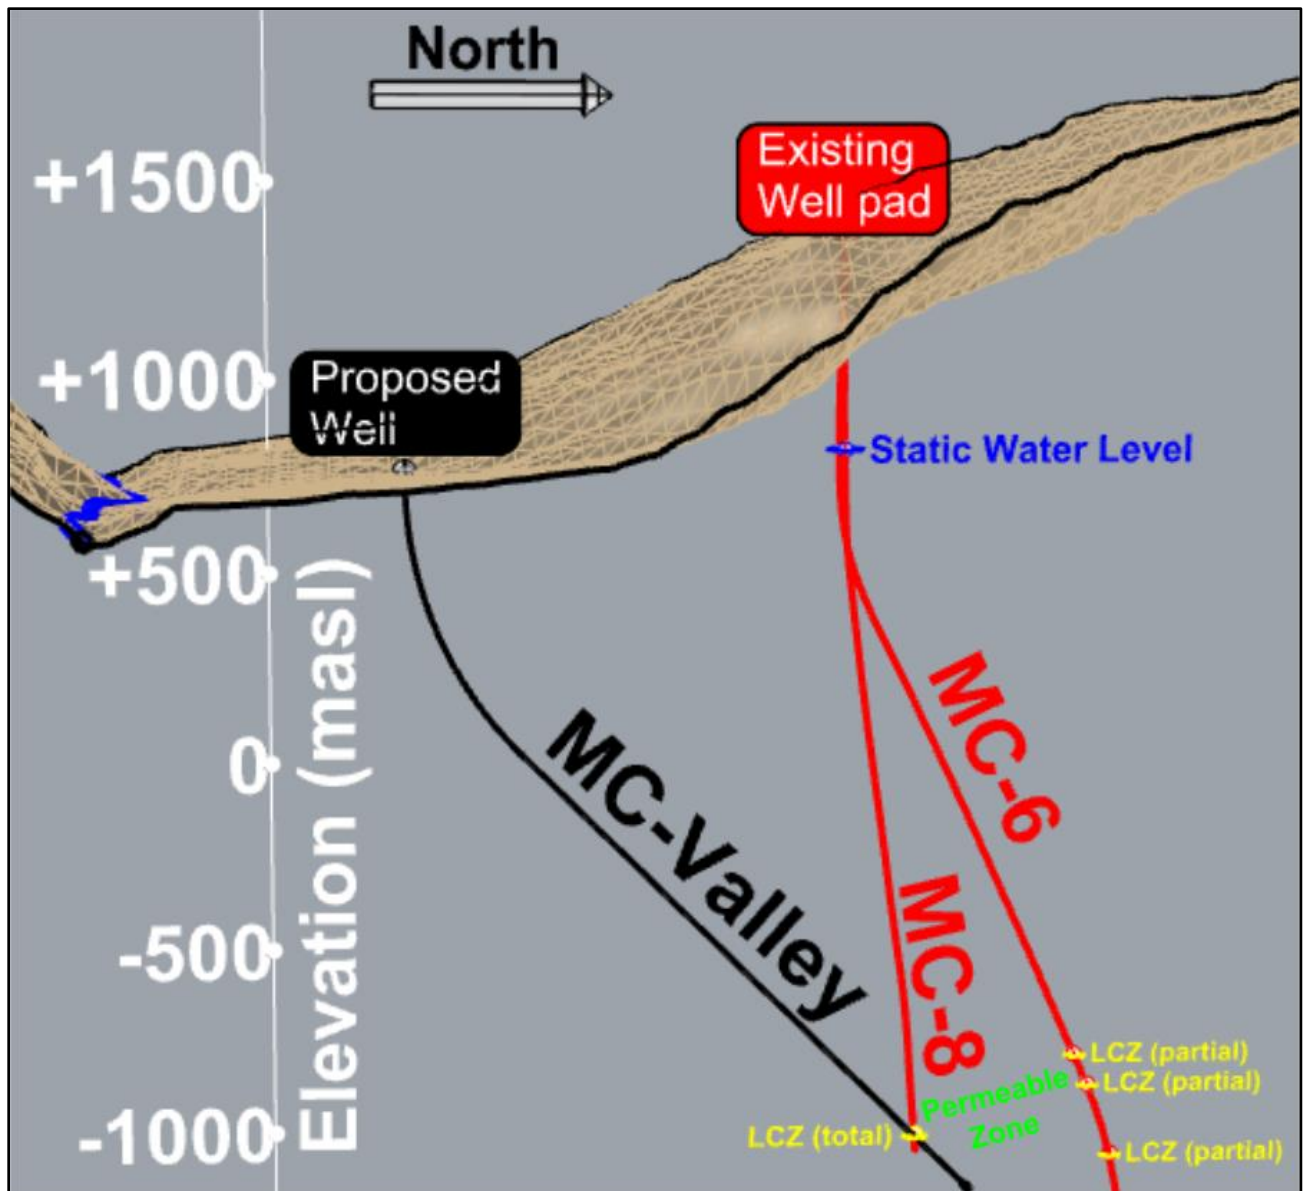 North
+1500
Existing
Well pad
+1000
Proposed
Well
Static Water Level
+500
Elevation (masl)
0
MC-6
MC-Valley
MC-8
-500
LCZ (partial)
LCZ (partial)
Permeable
Zone
-1000
LCZ (total)
LCZ (partial)